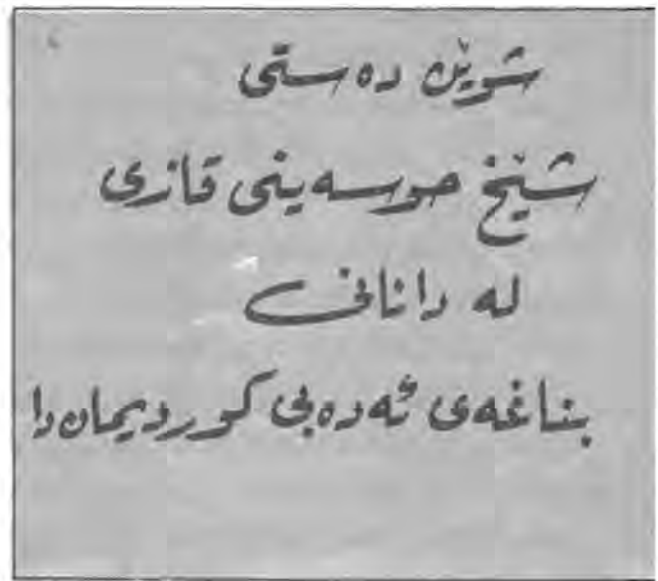 شوێن دەستی
شێخ حوسەینی قازی
لە دانانی
بناغەی ئەدەبی کوردیمان دا